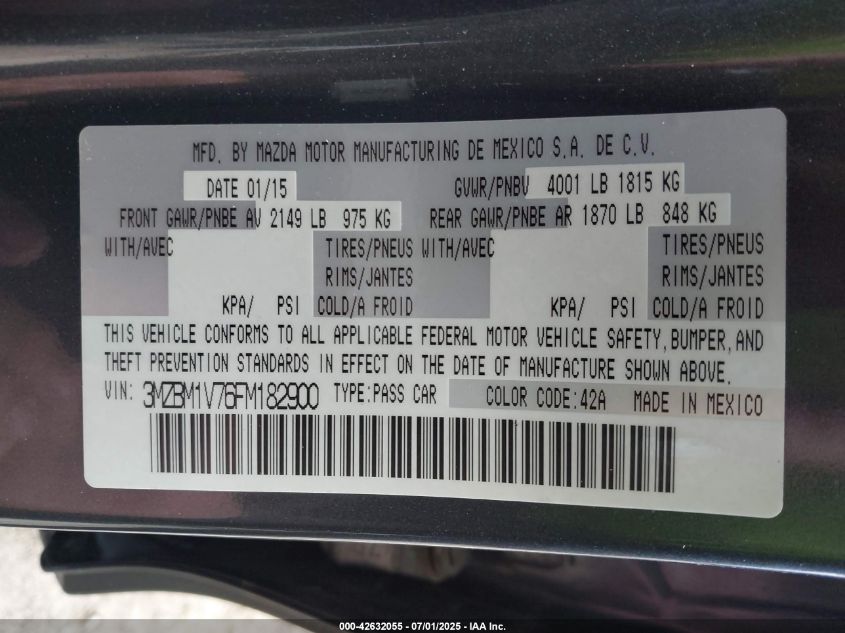 MFD. BY MAZDA MOTOR MANUFACTURING DE MEXICO S.A. DE C.V.
DATE 01/15 GVWR/PNBV 4001 LB 1815 KG
FRONT GAWR/PNBE AV 2149 LB 975 KG REAR GAWR/PNBE AR 1870 LB 848 KG
WITH/AVEC TIRES/PNEUS WITH/AVEC TIRES/PNEUS
RIMS/JANTES RIMS/JANTES
KPA/ PSI COLD/A FROID KPA/ PSI COLD/A FROID
THIS VEHICLE CONFORMS TO ALL APPLICABLE FEDERAL MOTOR VEHICLE SAFETY, BUMPER, AND
THEFT PREVENTION STANDARDS IN EFFECT ON THE DATE OF MANUFACTURE SHOWN ABOVE.
VIN: 3MZBM1V76FM182900 TYPE:PASS CAR COLOR CODE:42A MADE IN MEXICO
000-42632055 - 07/01/2025 - IAA Inc.